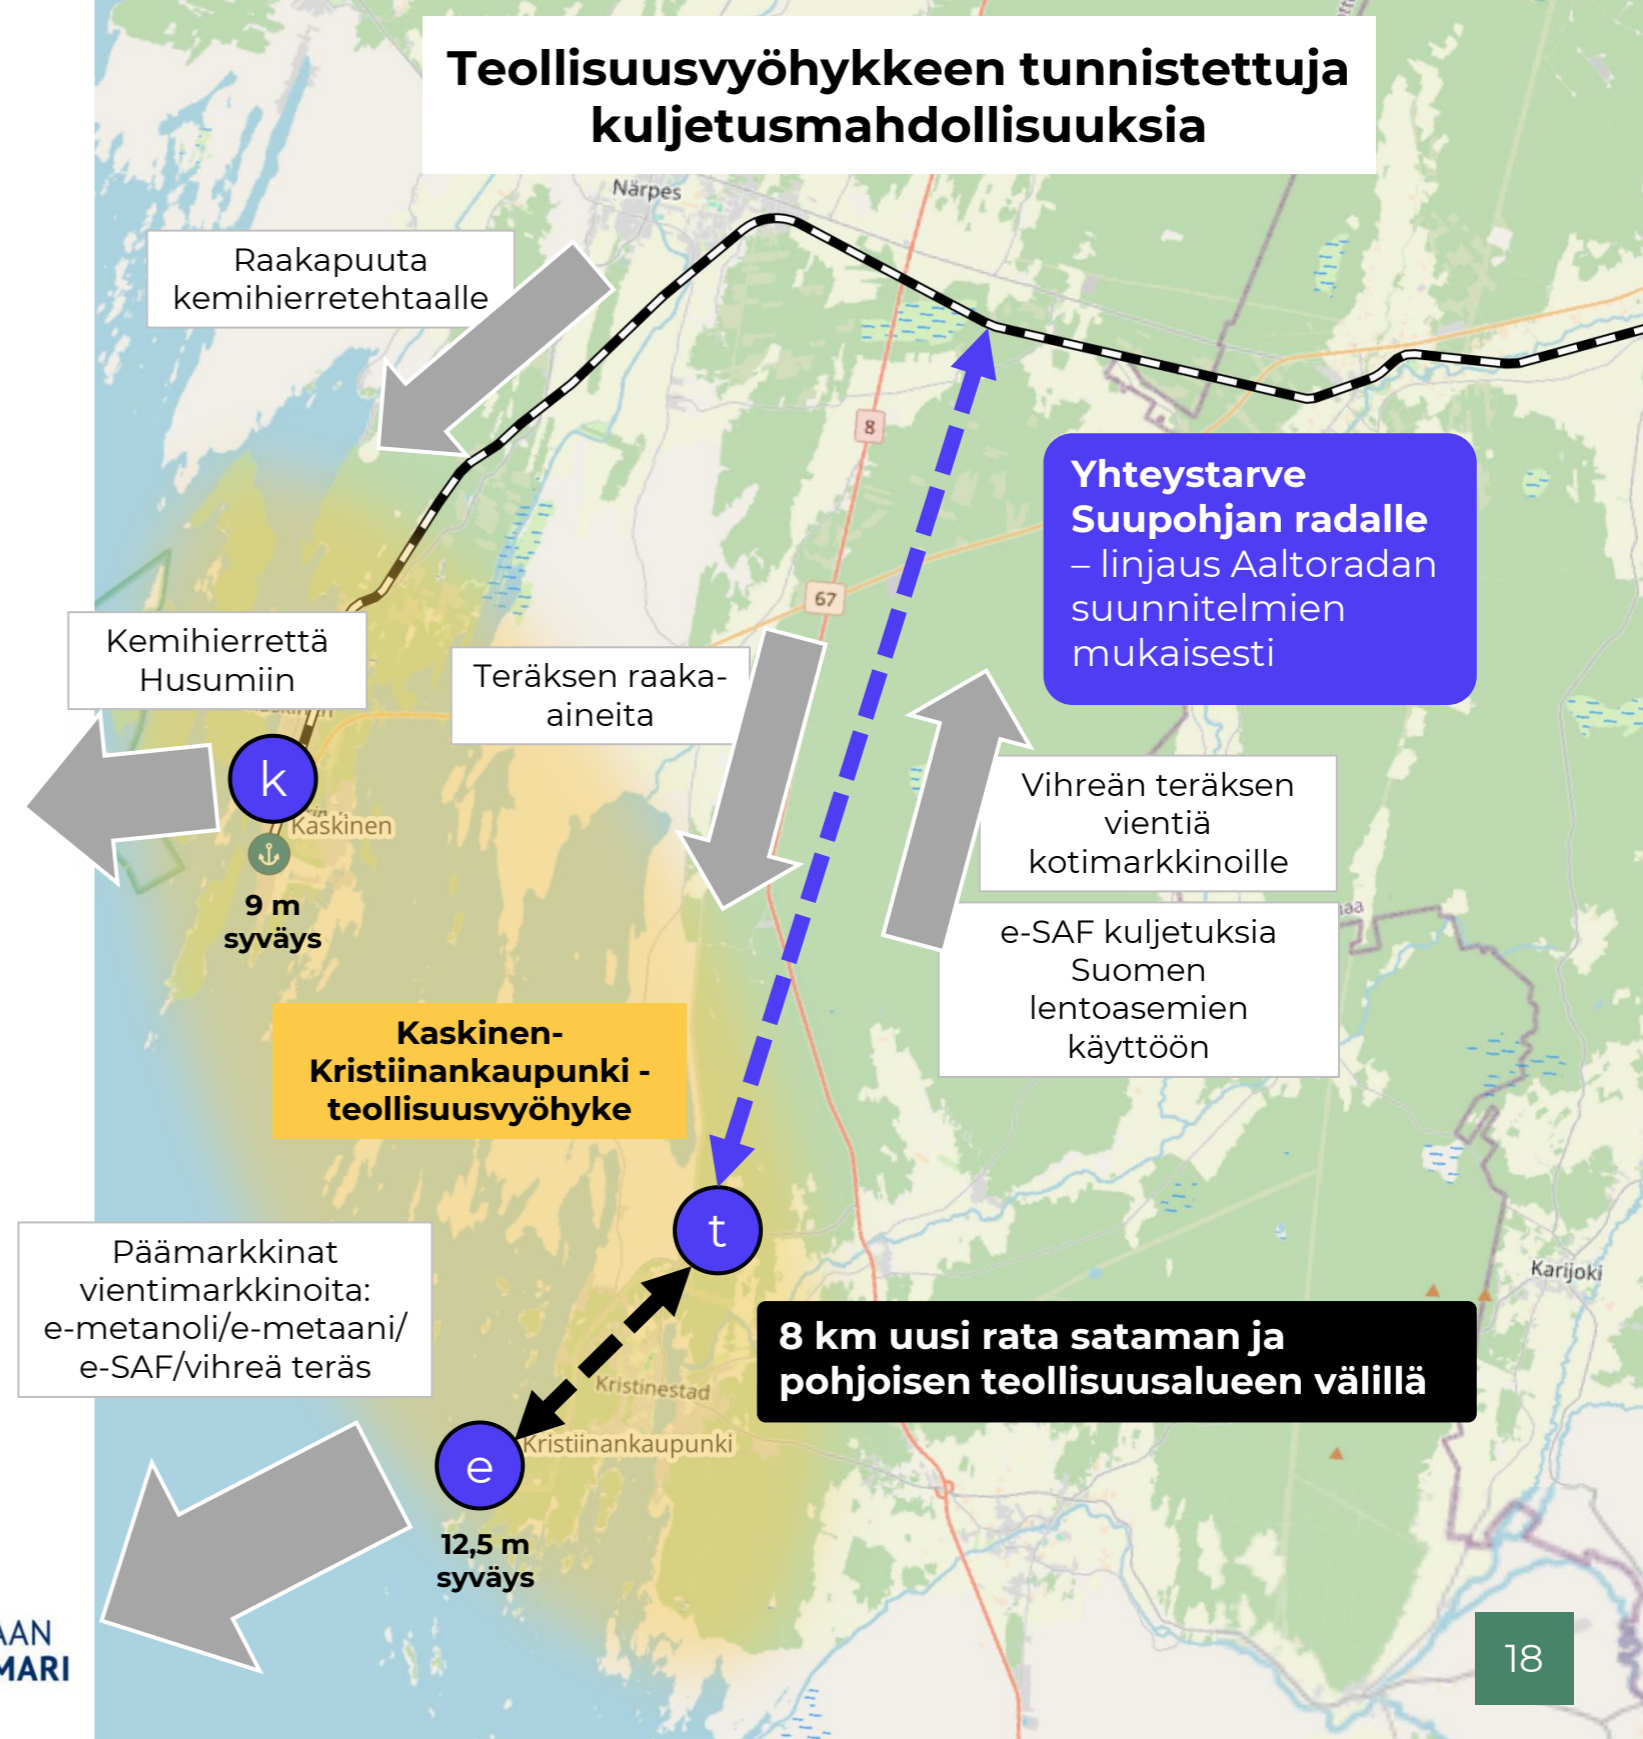 Teollisuusvyöhykkeen tunnistettuja
kuljetusmahdollisuuksia
Närpes
Raakapuuta
kemihierretehtaalle
8
Yhteystarve
Suupohjan radalle
– linjaus Aaltoradan
suunnitelmien
mukaisesti
67
Kemihierrettä
Husumiin
Teräksen raaka-
aineita
k
Kaskinen
9 m
syväys
Vihreän teräksen
vientiä
kotimarkkinoille
e-SAF kuljetuksia
Suomen
lentoasemien
käyttöön
Kaskinen-
Kristiinankaupunki -
teollisuusvyöhyke
t
Päämarkkinat
vientimarkkinoita:
e-metanoli/e-metaani/
e-SAF/vihreä teräs
Karijoki
8 km uusi rata sataman ja
pohjoisen teollisuusalueen välillä
Kristinestad
Kristiinankaupunki
e
12,5 m
syväys
AAN
MARI
18